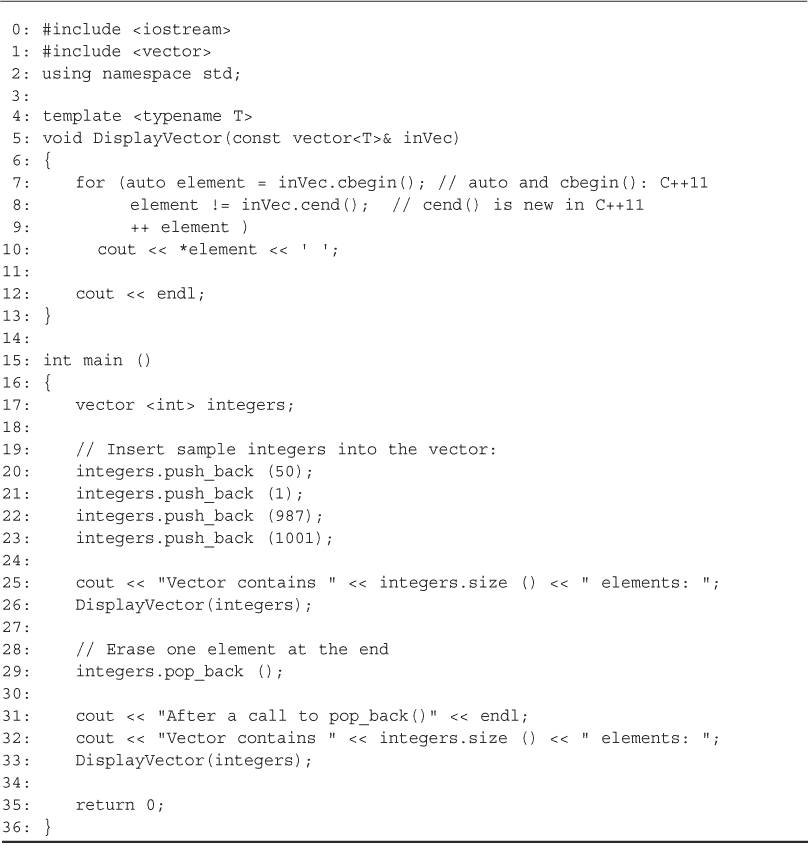 0: #include <iostream>
1: #include <vector>
2: using namespace std;
3:
4: template <typename T>
5: void DisplayVector(const vector<T>& inVec)
6: {
7:    for (auto element = inVec.cbegin(); // auto and cbegin(): C++11
8:         element != inVec.cend();  // cend() is new in C++11
9:         ++ element )
10:      cout << *element << ' ';
11:
12:    cout << endl;
13: }
14:
15: int main ()
16: {
17:    vector <int> integers;
18:
19:    // Insert sample integers into the vector:
20:    integers.push_back (50);
21:    integers.push_back (1);
22:    integers.push_back (987);
23:    integers.push_back (1001);
24:
25:    cout << "Vector contains " << integers.size () << " elements: ";
26:    DisplayVector(integers);
27:
28:    // Erase one element at the end
29:    integers.pop_back ();
30:
31:    cout << "After a call to pop_back()" << endl;
32:    cout << "Vector contains " << integers.size () << " elements: ";
33:    DisplayVector(integers);
34:
35:    return 0;
36: }